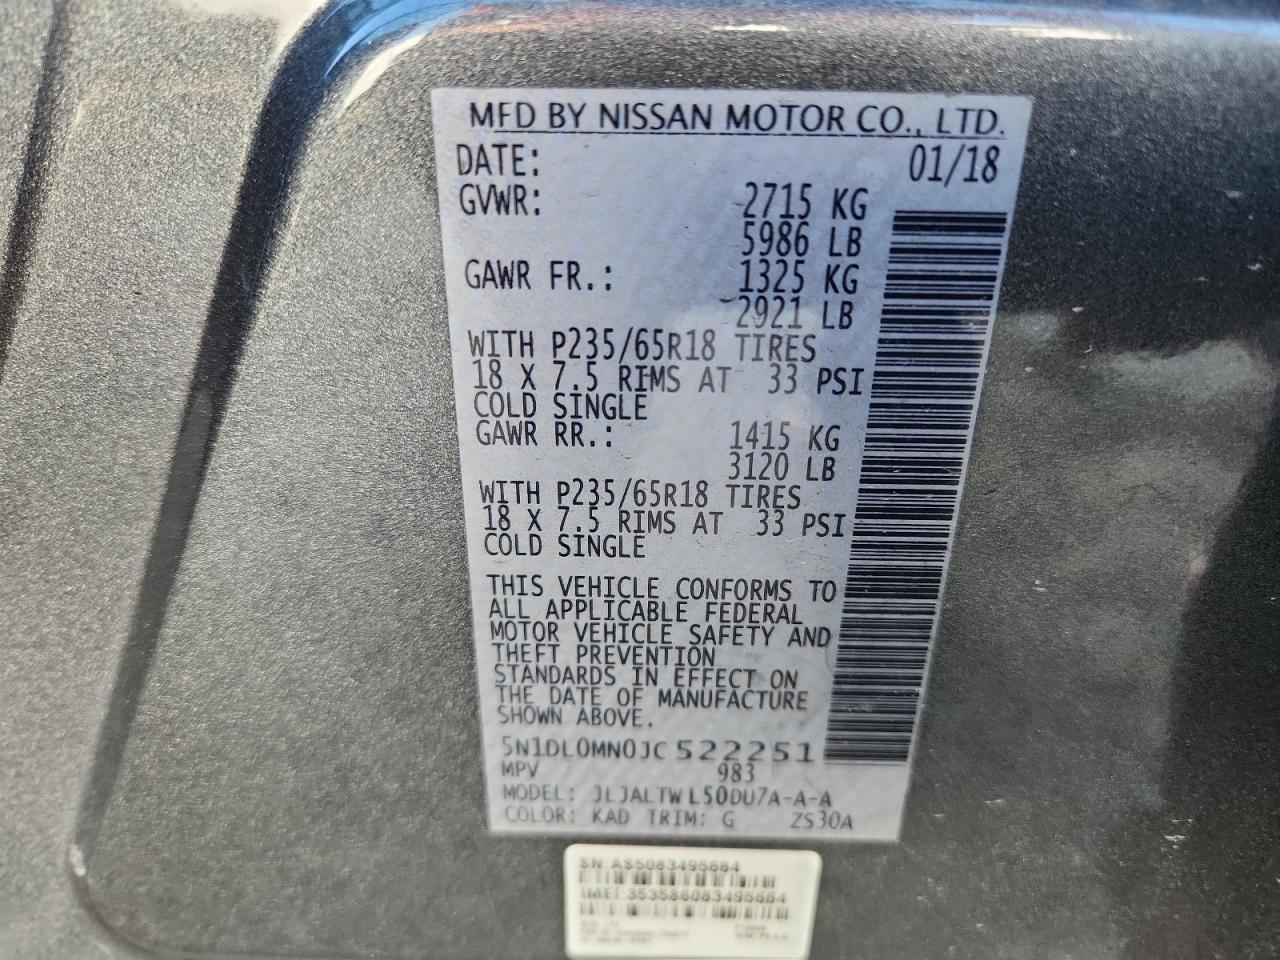 MFD BY NISSAN MOTOR CO., LTD.
DATE: 01/18
GVWR: 2715 KG
5986 LB
GAWR FR.: 1325 KG
2921 LB
WITH P235/65R18 TIRES
18 X 7.5 RIMS AT 33 PSI
COLD SINGLE
GAWR RR.: 1415 KG
3120 LB
WITH P235/65R18 TIRES
18 X 7.5 RIMS AT 33 PSI
COLD SINGLE
THIS VEHICLE CONFORMS TO
ALL APPLICABLE FEDERAL
MOTOR VEHICLE SAFETY AND
THEFT PREVENTION
STANDARDS IN EFFECT ON
THE DATE OF MANUFACTURE
SHOWN ABOVE.
5N1DL0MN0JC 522251
MPV 983
MODEL: JLJALTWL50DU7A-A-A
COLOR: KAD TRIM: G ZS30A
SN:AS5083495664
IMEI:353586083495664